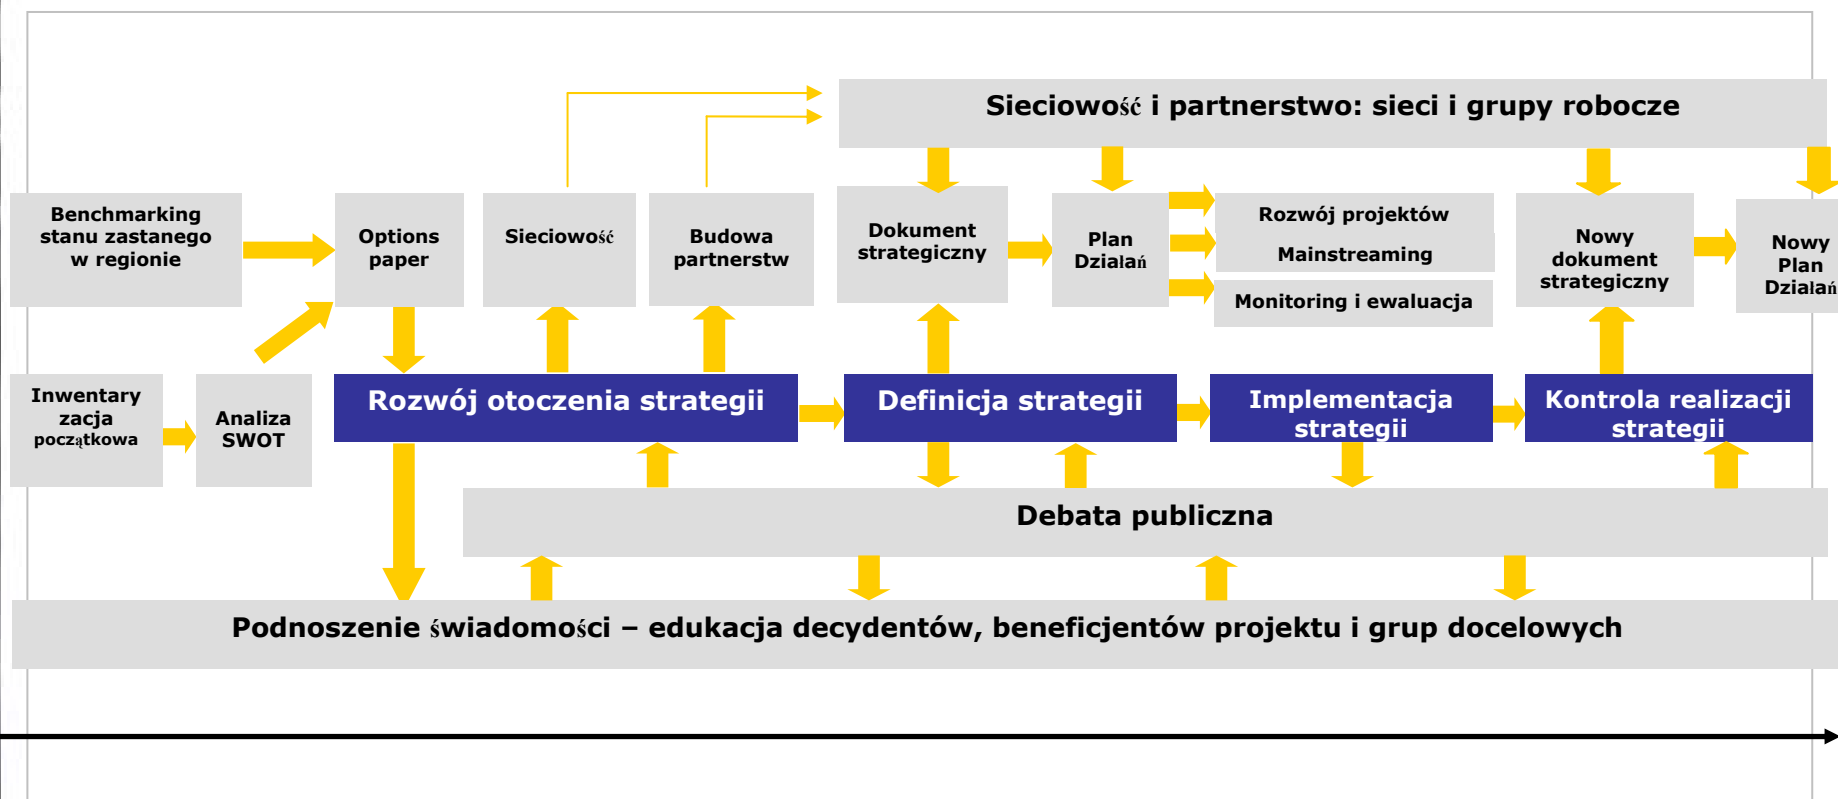 Sieciowość i partnerstwo: sieci i grupy robocze
Benchmarking
stanu zastanego
w regionie
Options
paper
Sieciowość
Budowa
partnerstw
Dokument
strategiczny
Plan
Dzialań
Rozwój projektów
Mainstreaming
Monitoring i ewaluacja
Nowy
dokument
strategiczny
Nowy
Plan
Dzialań
Inwentary
zacja
początkowa
Analiza
SWOT
Rozwój otoczenia strategii
Definicja strategii
Implementacja
strategii
Kontrola realizacji
strategii
Debata publiczna
Podnoszenie świadomości – edukacja decydentów, beneficjentów projektu i grup docelowych